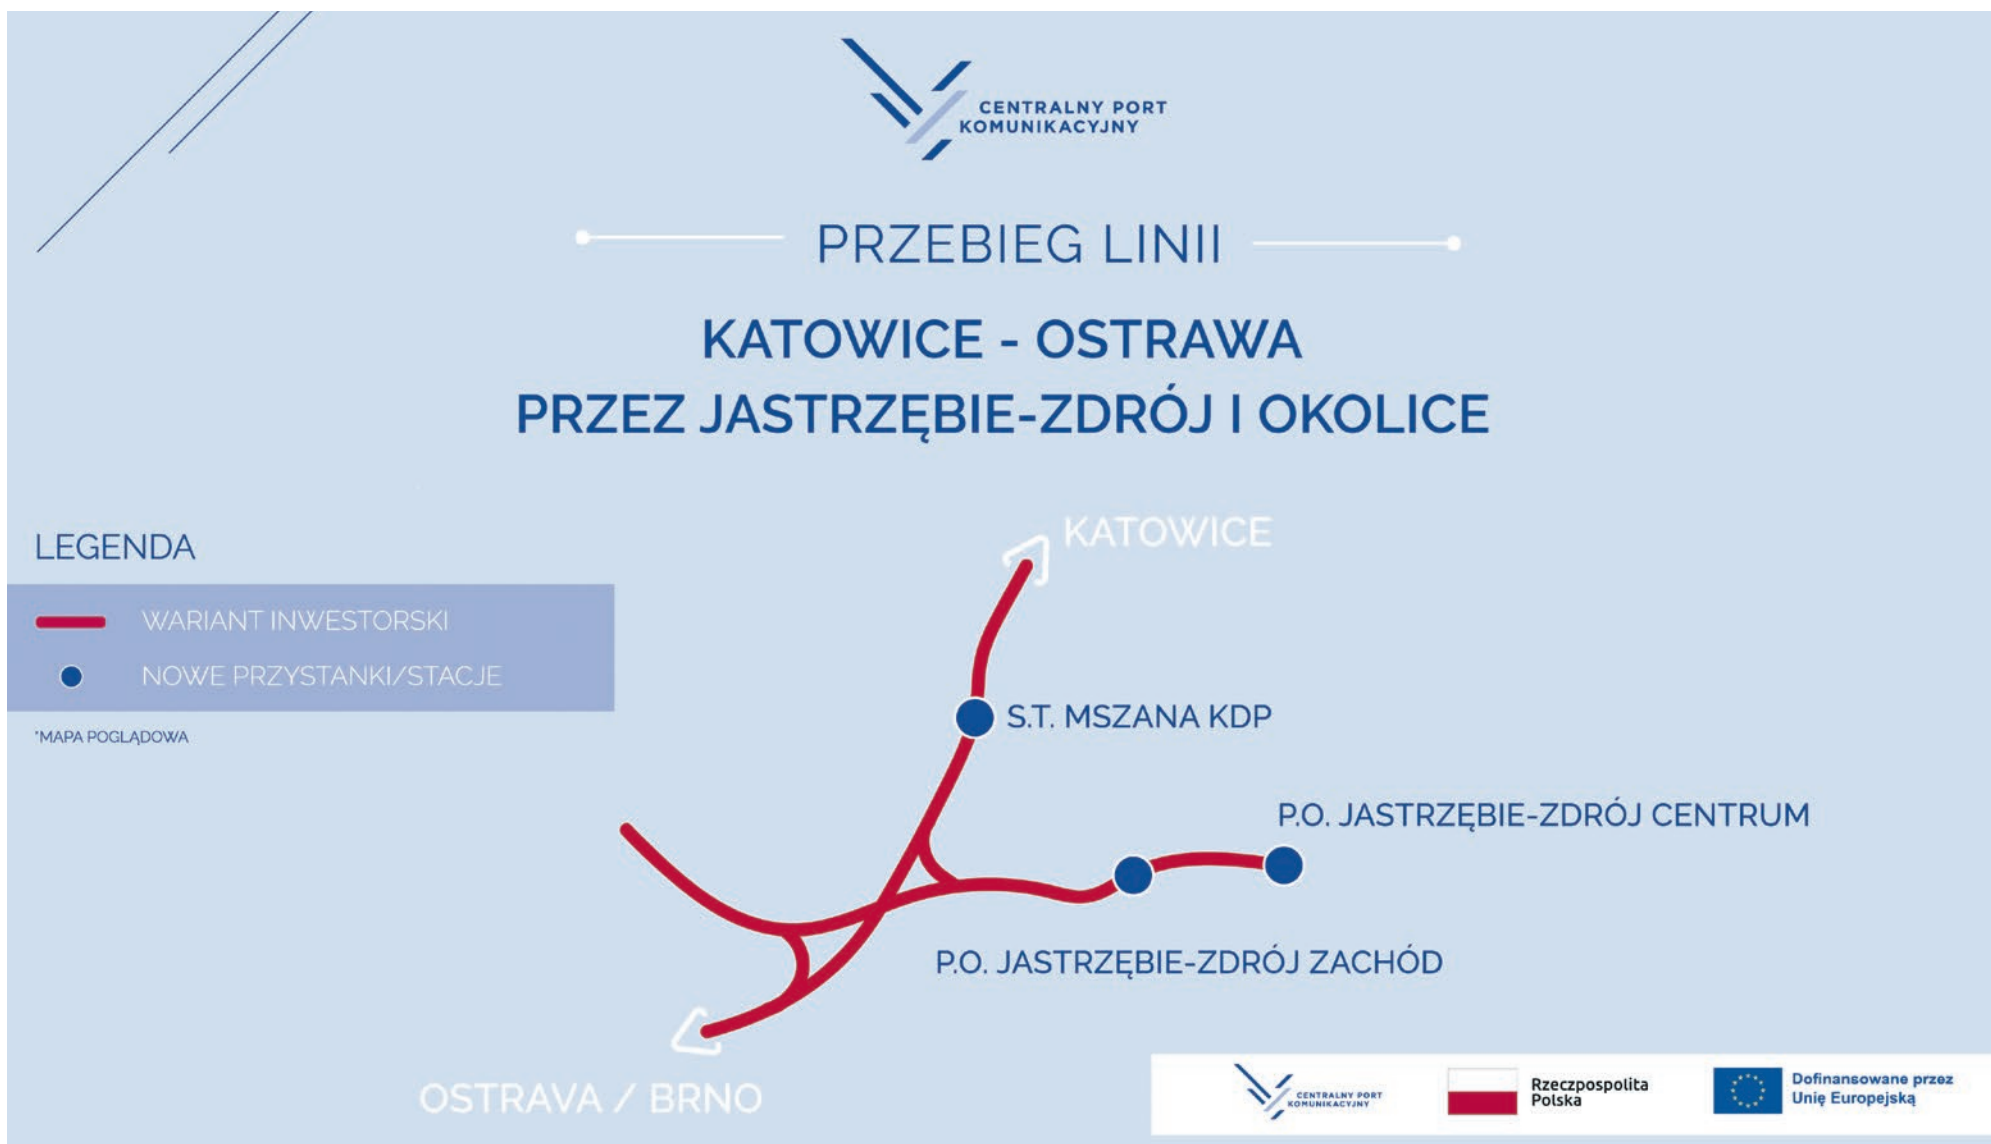 CENTRALNY PORT
KOMUNIKACYJNY
PRZEBIEG LINII
KATOWICE - OSTRAWA
PRZEZ JASTRZĘBIE-ZDRÓJ I OKOLICE
LEGENDA
WARIANT INWESTORSKI
NOWE PRZYSTANKI/STACJE
*MAPA POGLĄDOWA
KATOWICE
S.T. MSZANA KDP
P.O. JASTRZĘBIE-ZDRÓJ CENTRUM
P.O. JASTRZĘBIE-ZDRÓJ ZACHÓD
OSTRAVA / BRNO
CENTRALNY PORT
KOMUNIKACYJNY
Rzeczpospolita
Polska
Dofinansowane przez
Unię Europejską